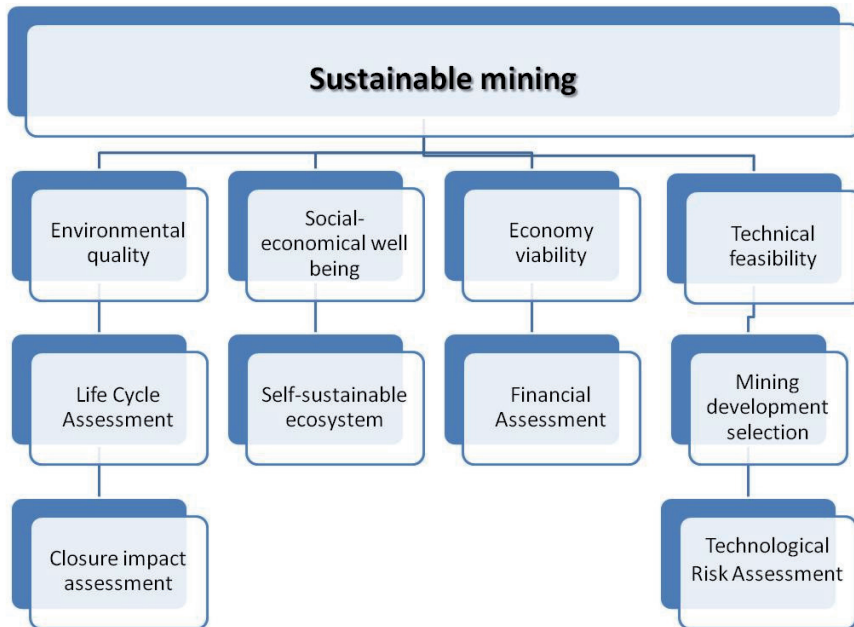 Sustainable mining
Environmental
quality
Social-
economical well
being
Economy
viability
Technical
feasibility
Life Cycle
Assessment
Self-sustainable
ecosystem
Financial
Assessment
Mining
development
selection
Closure impact
assessment
Technological
Risk Assessment